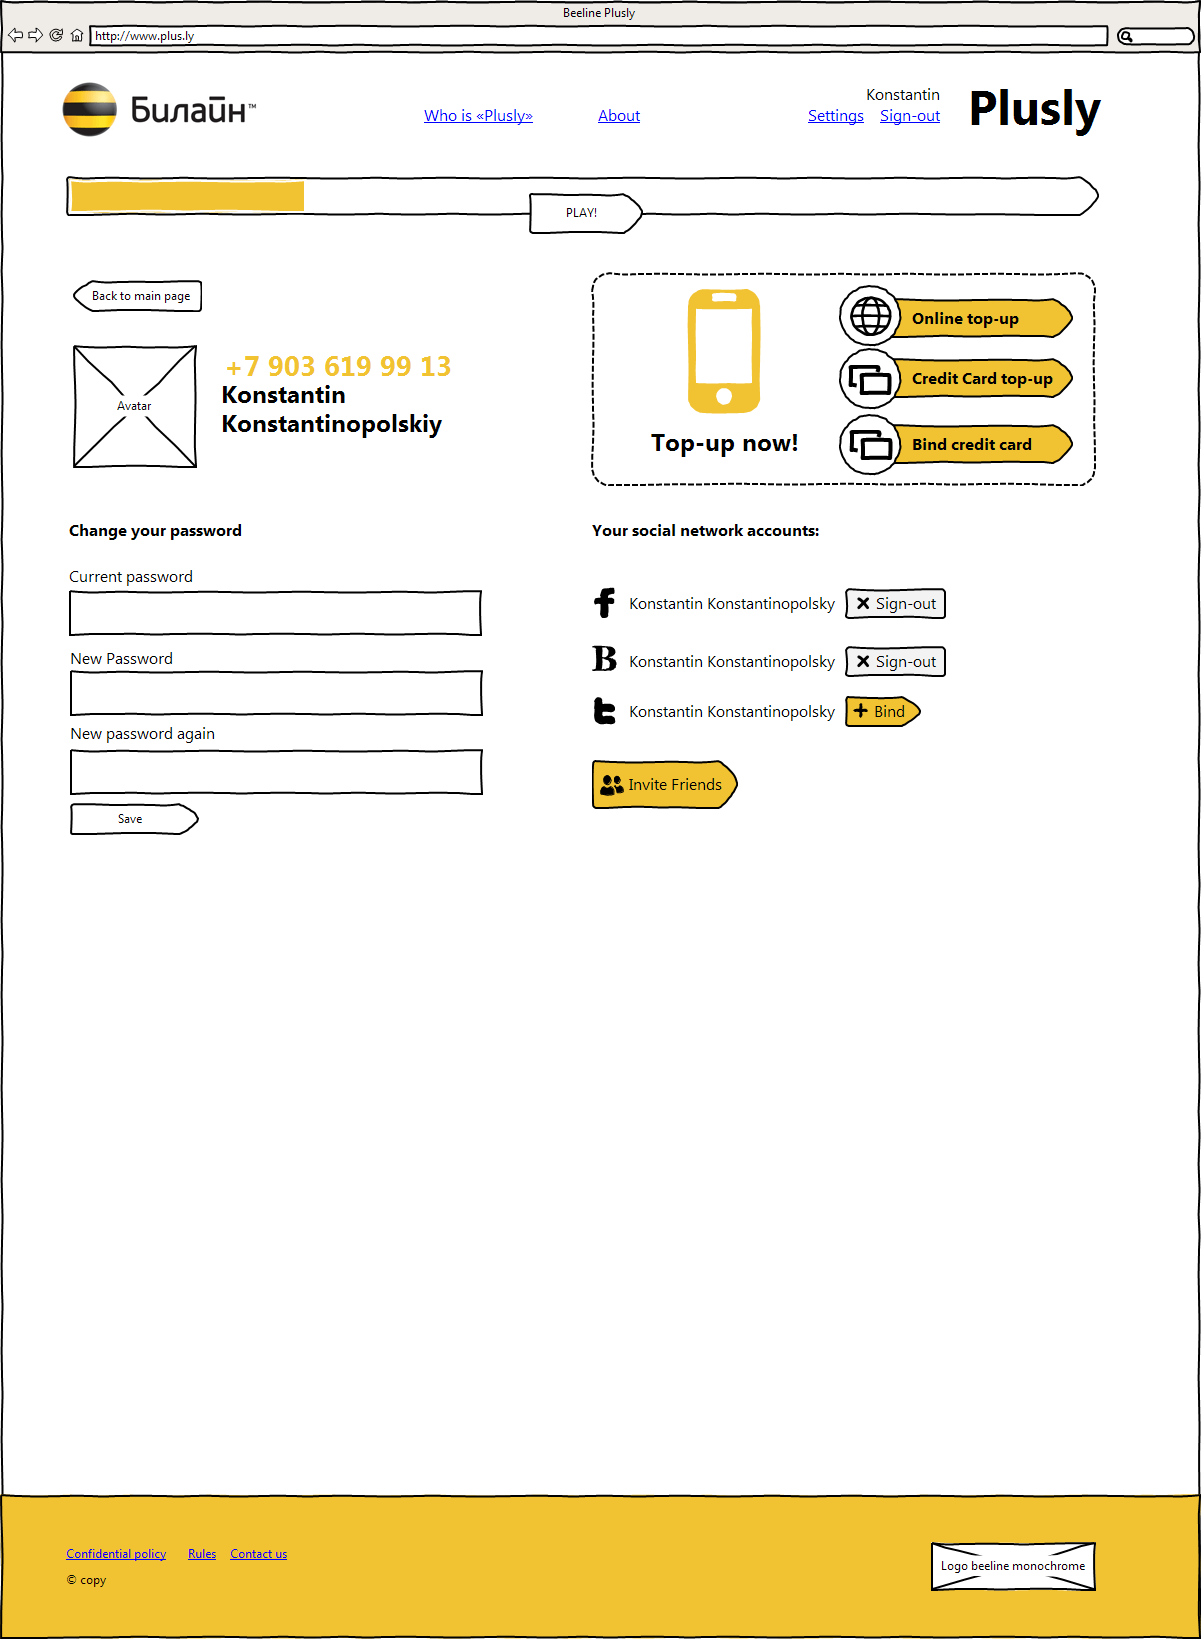 Beeline Plusly
http://www.plus.ly
Билайн™
Who is «Plusly»
About
Konstantin
Settings
Sign-out
Plusly
PLAY!
Back to main page
Avatar
+7 903 619 99 13
Konstantin
Konstantinopolskiy
Top-up now!
Online top-up
Credit Card top-up
Bind credit card
Change your password
Current password
New Password
New password again
Save
Your social network accounts:
f Konstantin Konstantinopolsky Sign-out
B Konstantin Konstantinopolsky Sign-out
t Konstantin Konstantinopolsky Bind
Invite Friends
Confidential policy Rules Contact us
© copy
Logo beeline monochrome